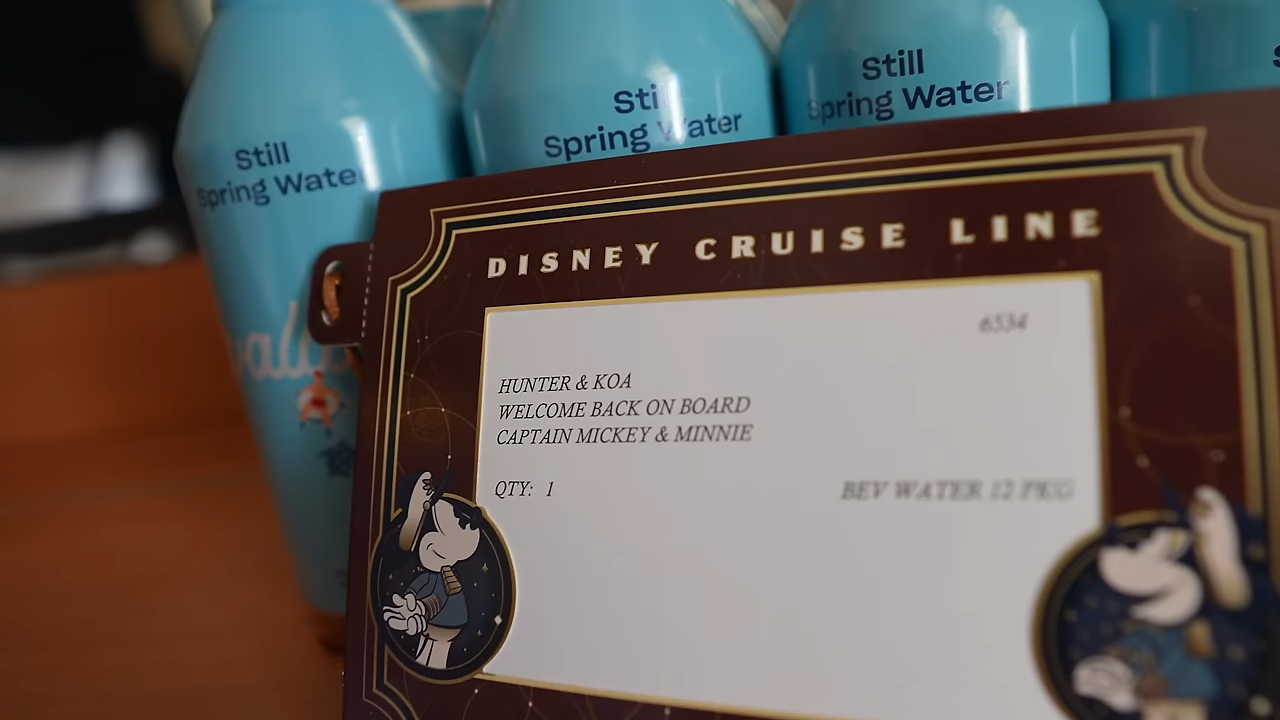 Still
Spring Water
Still
Spring Water
Still
Spring Water
DISNEY CRUISE LINE
6534
HUNTER & KOA
WELCOME BACK ON BOARD
CAPTAIN MICKEY & MINNIE
QTY: 1
BEV WATER 12 PKG